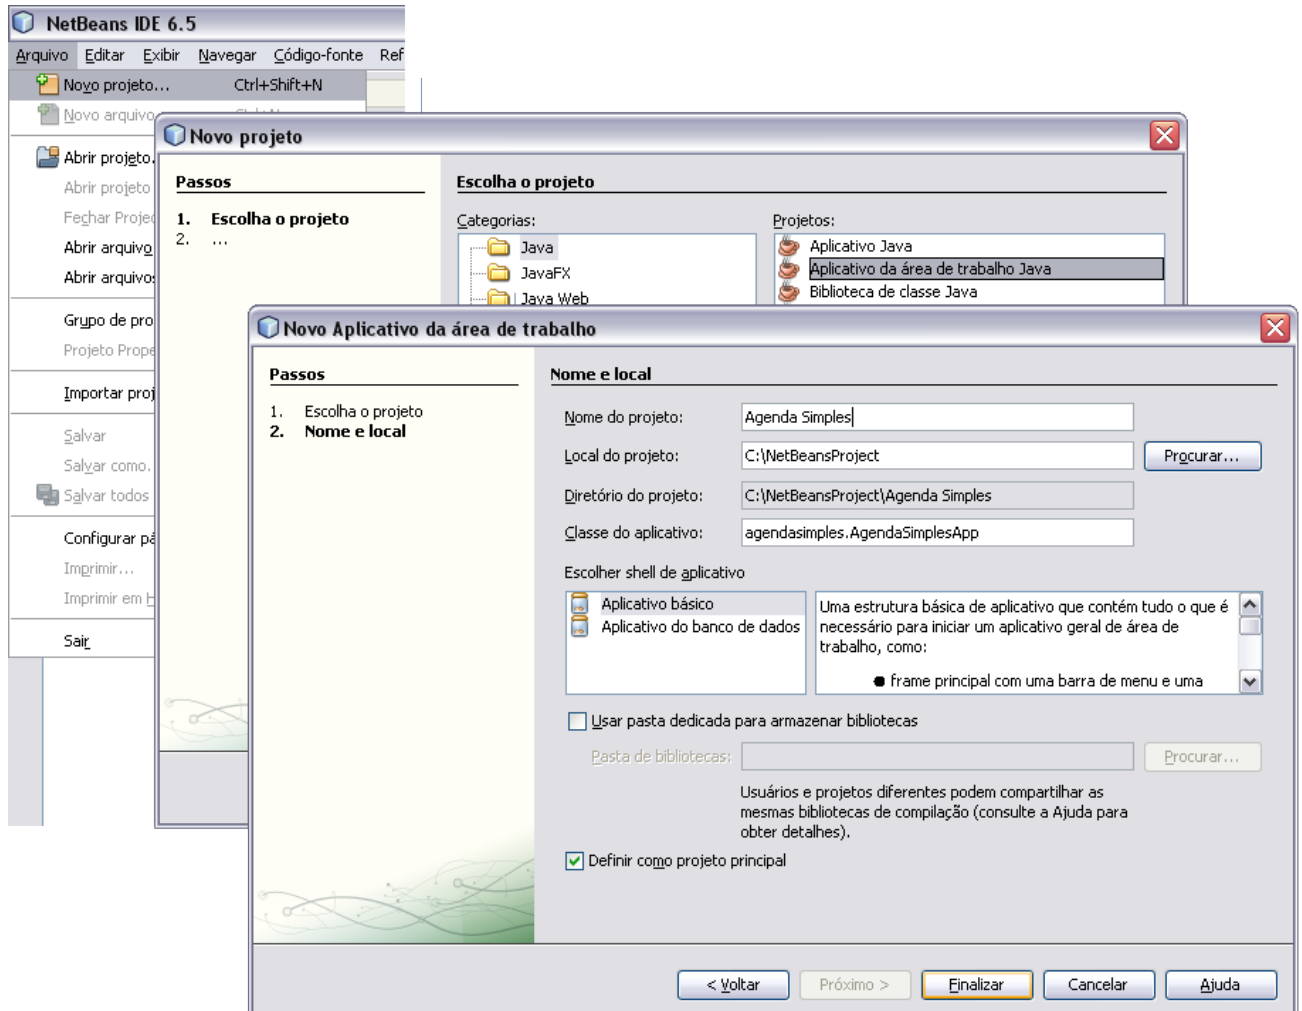 NetBeans IDE 6.5
Arquivo Editar Exibir Navegar Código-fonte Ref
Novo projeto... Ctrl+Shift+N
Novo arquivo
Abrir projeto.
Abrir projeto
Fechar Projec
Abrir arquivo
Abrir arquivos
Grupo de pro
Projeto Prope
Importar proj
Salvar
Salvar como.
Salvar todos
Configurar pá
Imprimir...
Imprimir em H
Sair
Novo projeto
Passos
1. Escolha o projeto
2. ...
Escolha o projeto
Categorias:
Java
JavaFX
Java Web
Projetos:
Aplicativo Java
Aplicativo da área de trabalho Java
Biblioteca de classe Java
Novo Aplicativo da área de trabalho
Passos
1. Escolha o projeto
2. Nome e local
Nome e local
Nome do projeto: Agenda Simples
Local do projeto: C:\NetBeansProject Procurar...
Diretório do projeto: C:\NetBeansProject\Agenda Simples
Classe do aplicativo: agendasimples.AgendaSimplesApp
Escolher shell de aplicativo
Aplicativo básico
Aplicativo do banco de dados
Uma estrutura básica de aplicativo que contém tudo o que é
necessário para iniciar um aplicativo geral de área de
trabalho, como:
● frame principal com uma barra de menu e uma
Usar pasta dedicada para armazenar bibliotecas
Pasta de bibliotecas: Procurar...
Usuários e projetos diferentes podem compartilhar as
mesmas bibliotecas de compilação (consulte a Ajuda para
obter detalhes).
Definir como projeto principal
< Voltar Próximo > Finalizar Cancelar Ajuda